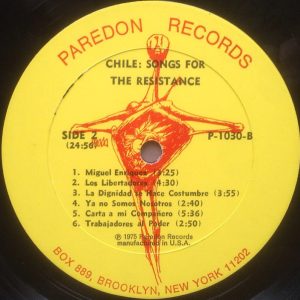 PAREDON RECORDS
CHILE: SONGS FOR
THE RESISTANCE
SIDE 2
(24:56)
P-1030-B
1. Miguel Enriquez (3:25)
2. Los Libertadores (4:30)
3. La Dignidad se Hace Costumbre (3:55)
4. Ya no Somos Nosotros (2:40)
5. Carta a mi Compañero (5:36)
6. Trabajadores al Poder (2:50)
℗ 1975 Paredon Records
manufactured in U.S.A.
BOX 889, BROOKLYN, NEW YORK 11202